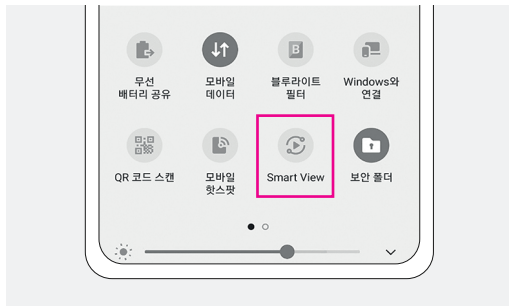 무선
배터리 공유
모바일
데이터
B
블루라이트
필터
Windows와
연결
QR 코드 스캔
모바일
핫스팟
Smart View
보안 폴더